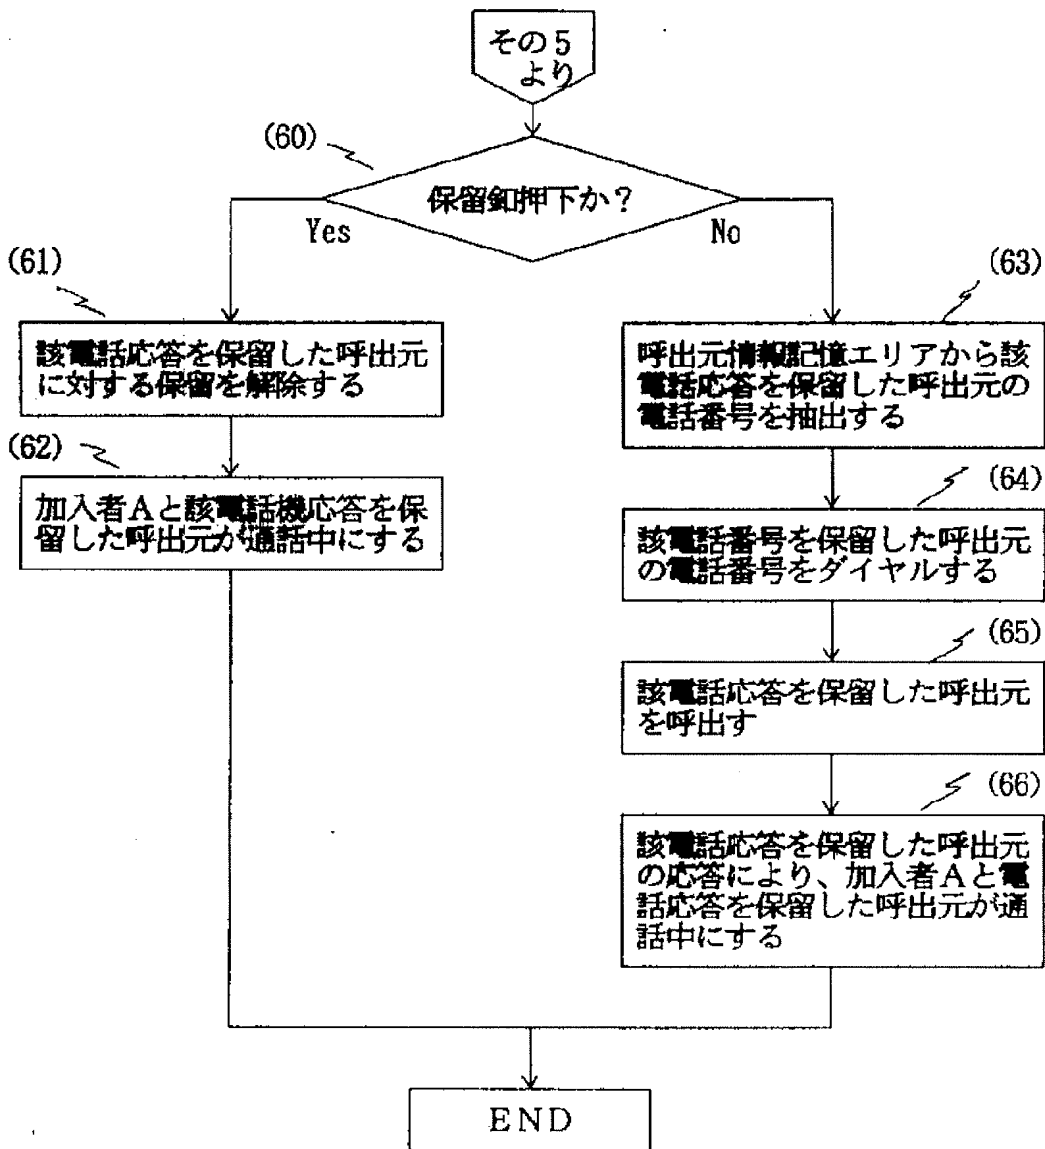 その5
より
(60)
保留釦押下か？
Yes
No
(61)
該電話応答を保留した呼出元
に対する保留を解除する
(62)
加入者Aと該電話機応答を保
留した呼出元が通話中にする
(63)
呼出元情報記憶エリアから該
電話応答を保留した呼出元の
電話番号を抽出する
(64)
該電話番号を保留した呼出元
の電話番号をダイヤルする
(65)
該電話応答を保留した呼出元
を呼出す
(66)
該電話応答を保留した呼出元
の応答により、加入者Aと電
話応答を保留した呼出元が通
話中にする
END